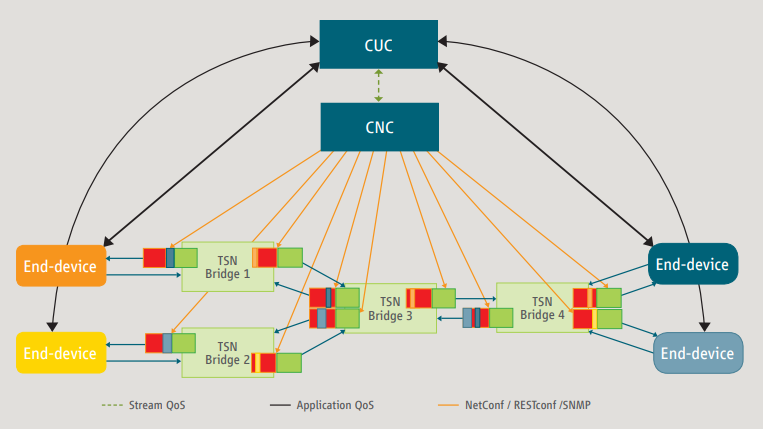 CUC
CNC
End-device
TSN
Bridge 1
TSN
Bridge 3
TSN
Bridge 4
End-device
End-device
TSN
Bridge 2
End-device
Stream QoS
Application QoS
NetConf / RESTconf /SNMP